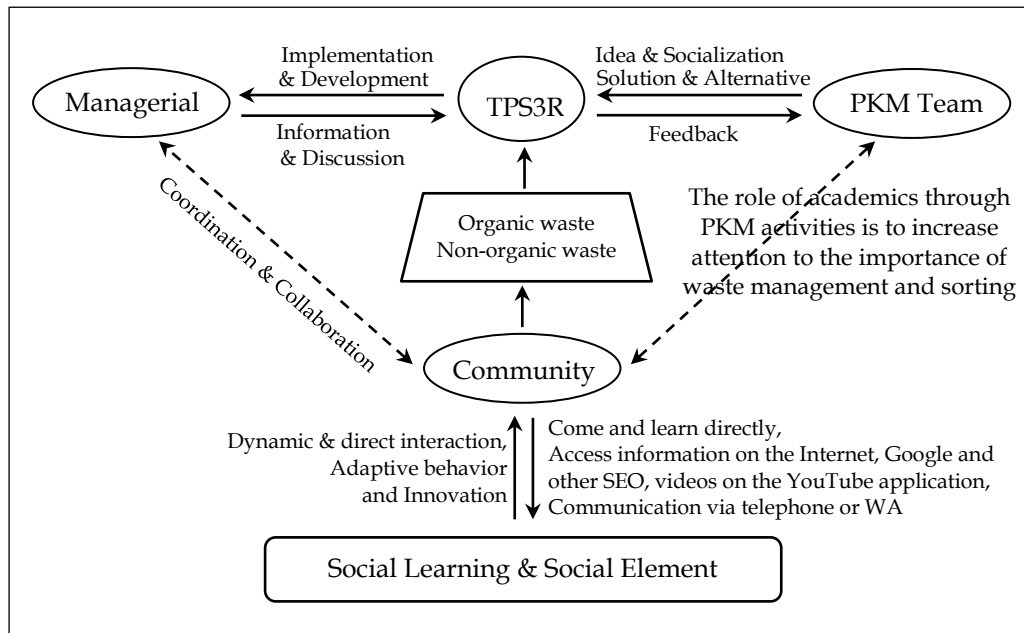 Implementation
& Development
Idea & Socialization
Solution & Alternative
Managerial
TPS3R
PKM Team
Information
& Discussion
Feedback
Coordination & Collaboration
Organic waste
Non-organic waste
The role of academics through
PKM activities is to increase
attention to the importance of
waste management and sorting
Community
Dynamic & direct interaction,
Adaptive behavior
and Innovation
Come and learn directly,
Access information on the Internet, Google and
other SEO, videos on the YouTube application,
Communication via telephone or WA
Social Learning & Social Element